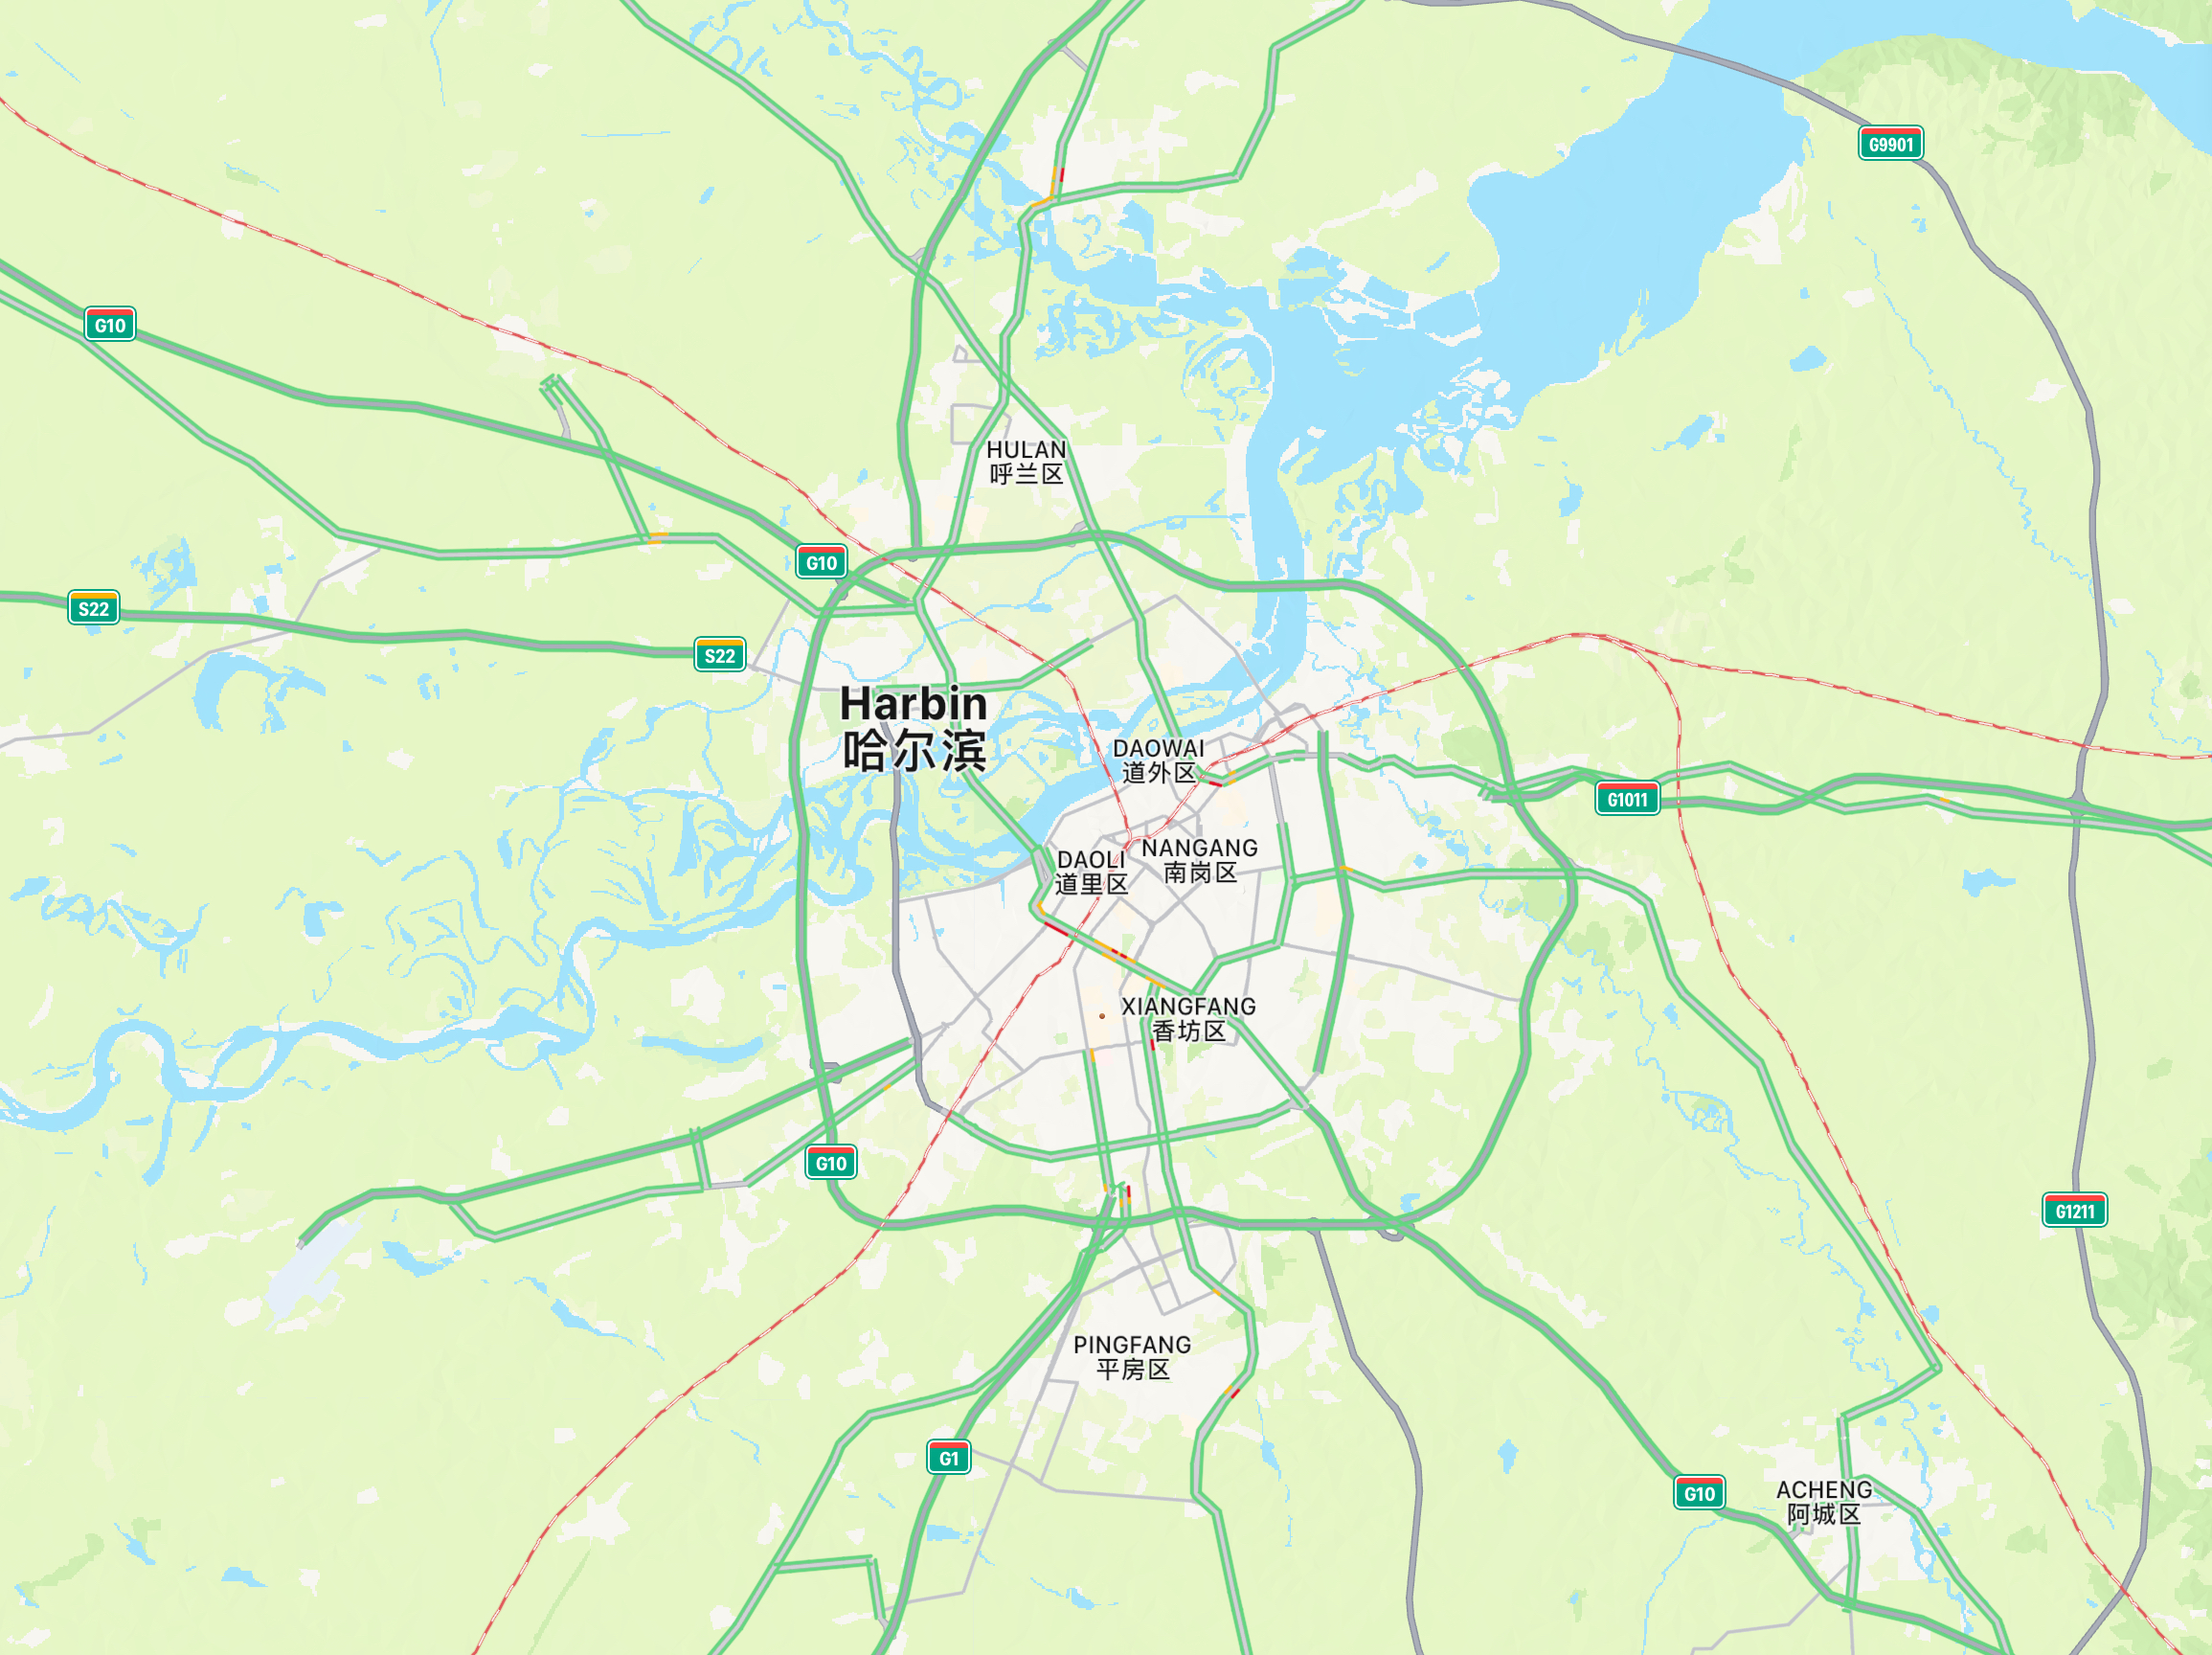 G9901
G10
HULAN
呼兰区
G10
S22
S22
Harbin
哈尔滨
DAOWAI
道外区
G1011
NANGANG
南岗区
DAOLI
道里区
XIANGFANG
香坊区
G10
G1211
PINGFANG
平房区
G1
G10
ACHENG
阿城区